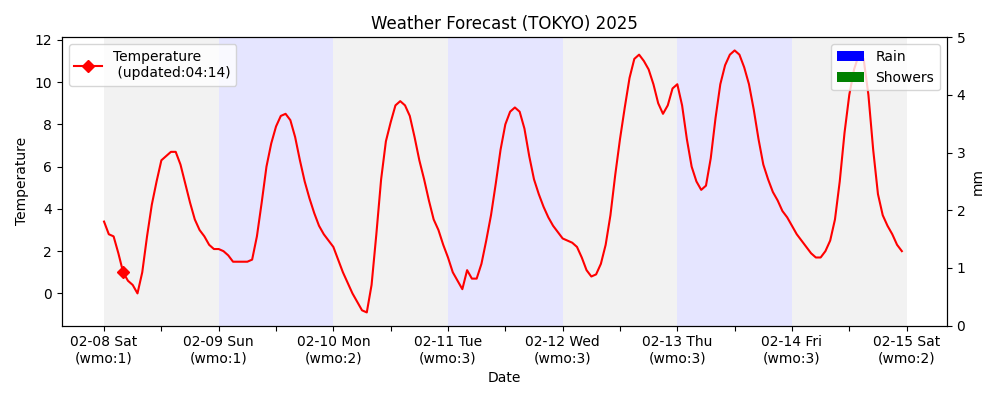 Weather Forecast (TOKYO) 2025
Temperature
(updated:04:14)
Rain
Showers
12
10
8
6
4
2
0
Temperature
5
4
3
2
1
0
mm
02-08 Sat
(wmo:1)
02-09 Sun
(wmo:1)
02-10 Mon
(wmo:2)
02-11 Tue
(wmo:3)
02-12 Wed
(wmo:3)
02-13 Thu
(wmo:3)
02-14 Fri
(wmo:3)
02-15 Sat
(wmo:2)
Date